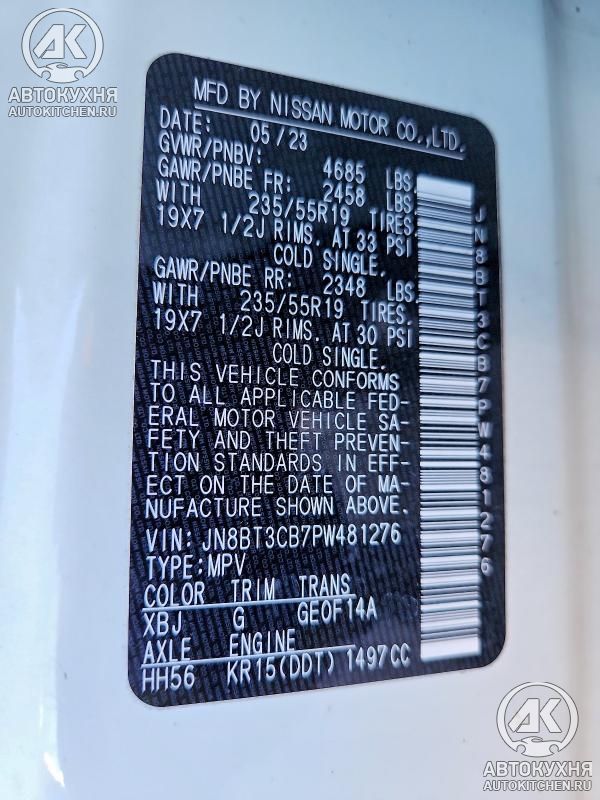 АК
АВТОКУХНЯ
AUTOKITCHEN.RU
MFD BY NISSAN MOTOR CO.,LTD.
DATE: 05/23
GVWR/PNBV: 4685 LBS
GAWR/PNBE FR: 2458 LBS
WITH 235/55R19 TIRES.
19X7 1/2J RIMS. AT 33 PSI
COLD SINGLE.
GAWR/PNBE RR: 2348 LBS
WITH 235/55R19 TIRES.
19X7 1/2J RIMS. AT 30 PSI
COLD SINGLE.
THIS VEHICLE CONFORMS
TO ALL APPLICABLE FED-
ERAL MOTOR VEHICLE SA-
FETY AND THEFT PREVEN-
TION STANDARDS IN EFF-
ECT ON THE DATE OF MA-
NUFACTURE SHOWN ABOVE.
VIN: JN8BT3CB7PW481276
TYPE:MPV
COLOR TRIM TRANS
XBJ G GE0F14A
AXLE ENGINE
HH56 KR15(DDT) 1497CC
JN8BT3CB7PW481276
АК
АВТОКУХНЯ
AUTOKITCHEN.RU